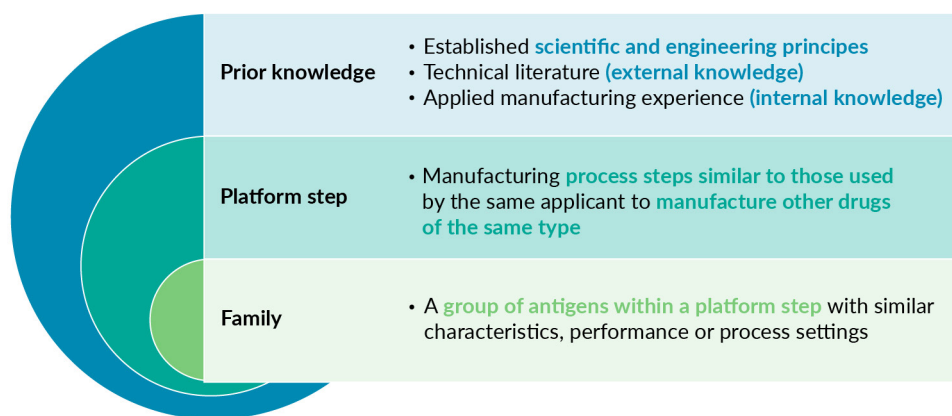 Prior knowledge
• Established scientific and engineering principes
• Technical literature (external knowledge)
• Applied manufacturing experience (internal knowledge)
Platform step
• Manufacturing process steps similar to those used
by the same applicant to manufacture other drugs
of the same type
Family
• A group of antigens within a platform step with similar
characteristics, performance or process settings